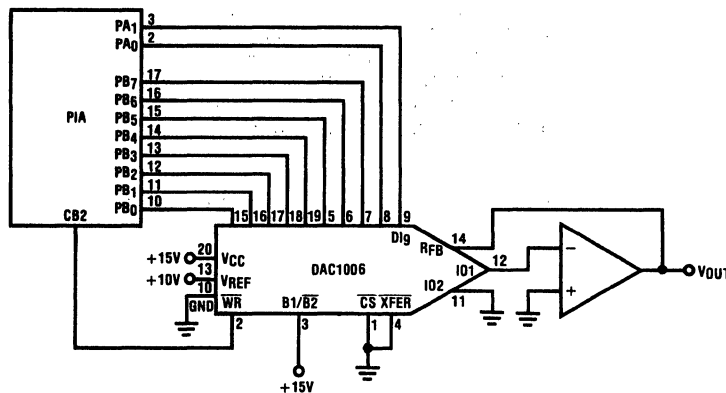 PA1 3
PA0 2
PB7 17
PB6 16
PIA
PB5 15
PB4 14
PB3 13
PB2 12
PB1 11
PB0 10
CB2
15 16 17 18 19 5 6 7 8 9
DI9
RFB 14
+15V 20 VCC
+10V 13 VREF
10 GND
DAC1006
IO1 12
IO2 11
WR
B1/B2
CS XFER
2
3
1
4
+15V
−
+
VOUT